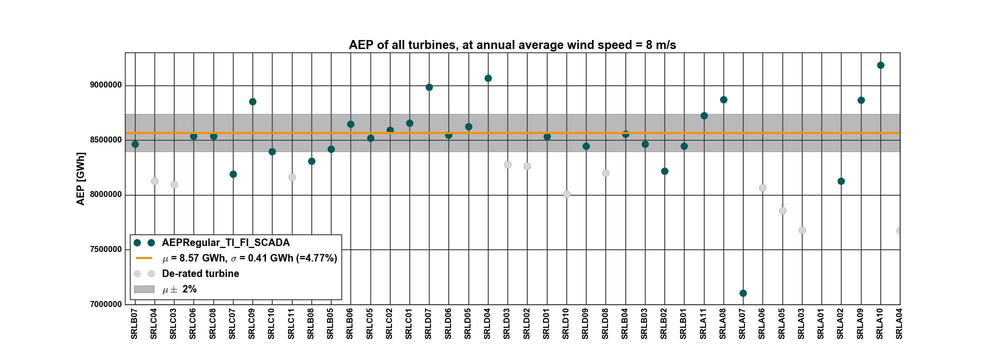 AEP of all turbines, at annual average wind speed = 8 m/s
AEP [GWh]
9000000
8500000
8000000
7500000
7000000
AEPRegular_TI_FI_SCADA
μ = 8.57 GWh, σ = 0.41 GWh (=4.77%)
De-rated turbine
μ ± 2%
SRLB07
SRLC04
SRLC03
SRLC06
SRLC08
SRLC07
SRLC09
SRLC10
SRLC11
SRLB08
SRLB05
SRLB06
SRLC05
SRLC02
SRLC01
SRLD07
SRLD06
SRLD05
SRLD04
SRLD03
SRLD02
SRLD01
SRLD10
SRLD09
SRLD08
SRLB04
SRLB03
SRLB02
SRLB01
SRLA11
SRLA08
SRLA07
SRLA06
SRLA05
SRLA03
SRLA01
SRLA02
SRLA09
SRLA10
SRLA04